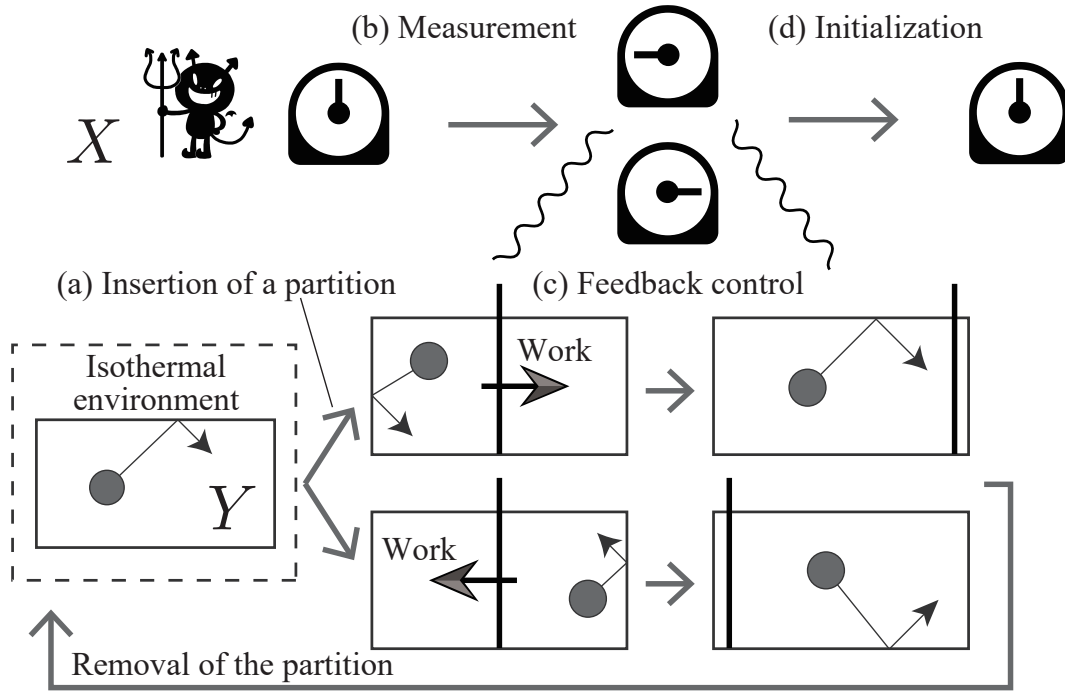 (b) Measurement
(d) Initialization
X
(a) Insertion of a partition
(c) Feedback control
Isothermal
environment
Work
Y
Work
Removal of the partition